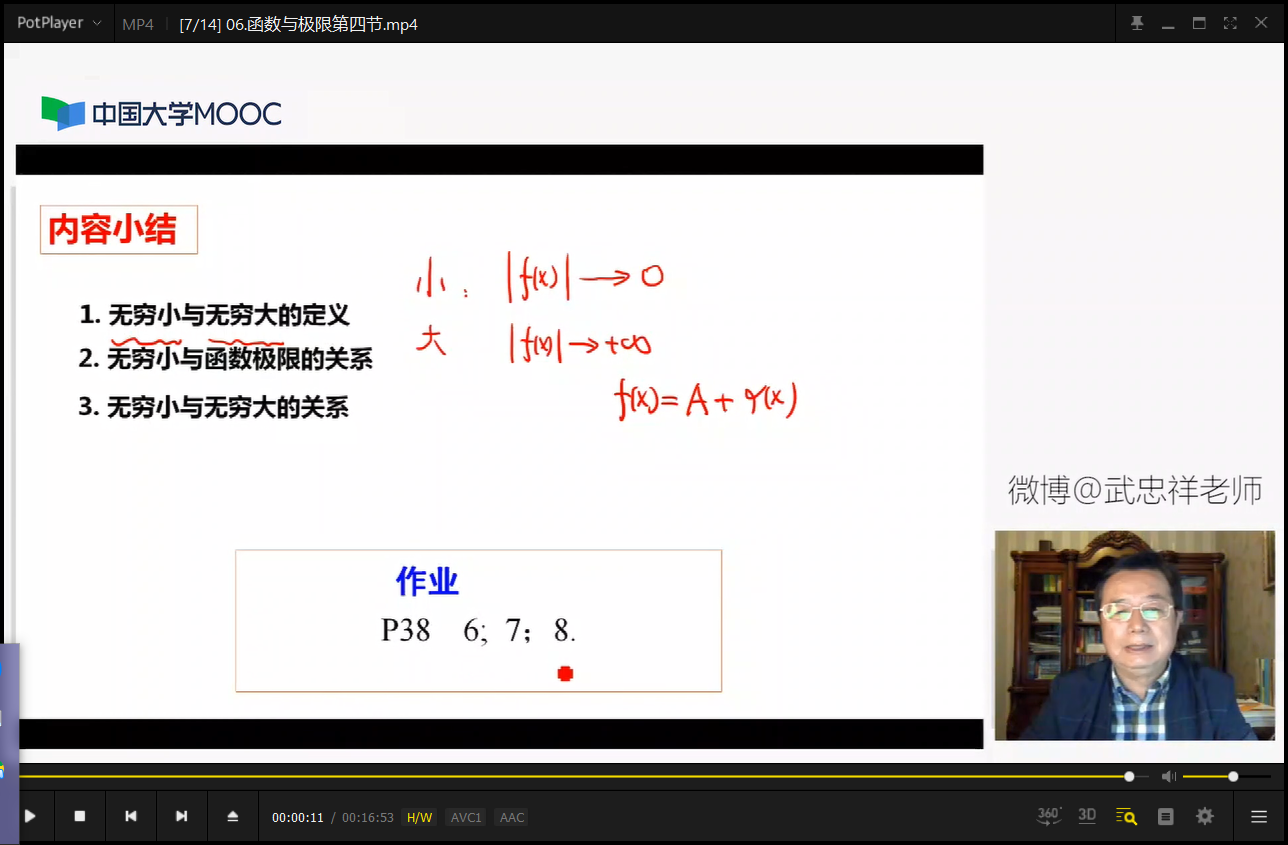 PotPlayer MP4 [7/14] 06.函数与极限第四节.mp4
中国大学MOOC
内容小结
小: |f(x)| → 0
1. 无穷小与无穷大的定义
大 |f(x)| → +∞
2. 无穷小与函数极限的关系
f(x) = A + α(x)
3. 无穷小与无穷大的关系
微博@武忠祥老师
作业
P38 6; 7; 8.
00:00:11 / 00:16:53 H/W AVC1 AAC
360° 3D